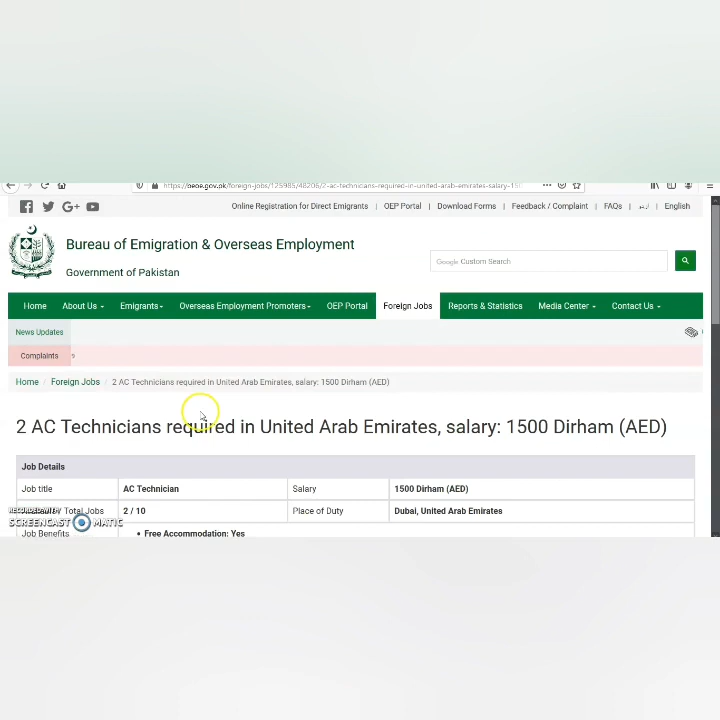 https://beoe.gov.pk/foreign-jobs/125985/48206/2-ac-technicians-required-in-united-arab-emirates-salary-15
Online Registration for Direct Emigrants | OEP Portal | Download Forms | Feedback / Complaint | FAQs | اردو | English
Bureau of Emigration & Overseas Employment
Government of Pakistan
Google Custom Search
Home About Us Emigrants Overseas Employment Promoters OEP Portal Foreign Jobs Reports & Statistics Media Center Contact Us
News Updates
Complaints
Home / Foreign Jobs / 2 AC Technicians required in United Arab Emirates, salary: 1500 Dirham (AED)
2 AC Technicians required in United Arab Emirates, salary: 1500 Dirham (AED)
Job Details
Job title AC Technician Salary 1500 Dirham (AED)
Total Jobs 2 / 10 Place of Duty Dubai, United Arab Emirates
Job Benefits • Free Accommodation: Yes
RECORDED WITH
SCREENCAST MATIC